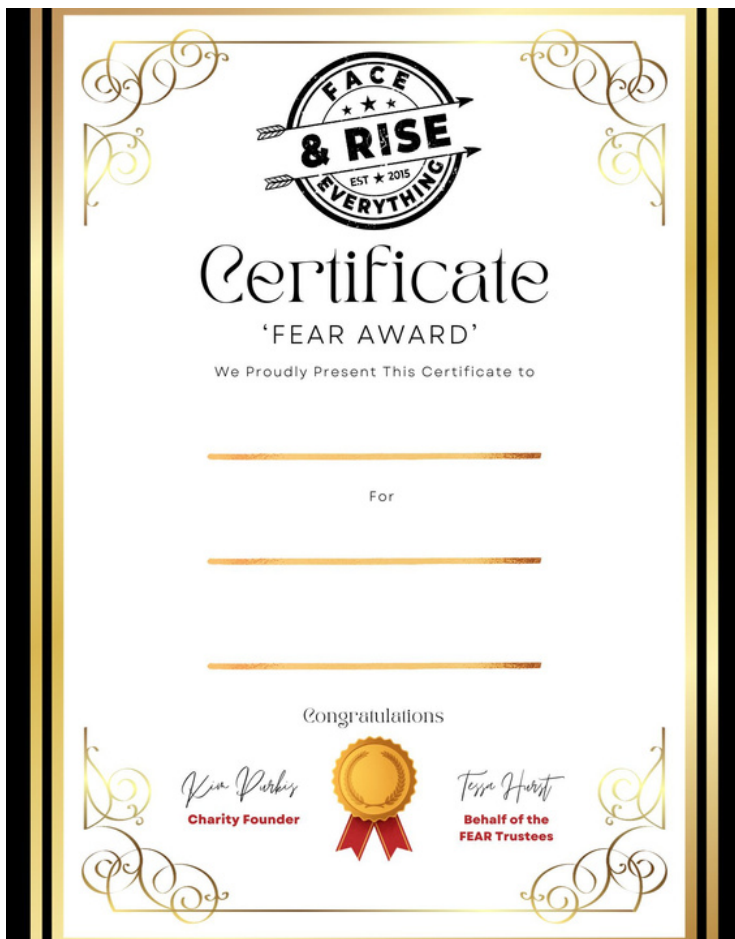 FACE
& RISE
EST ★ 2015
EVERYTHING
Certificate
‘FEAR AWARD’
We Proudly Present This Certificate to
For
Congratulations
Kim Purkis
Tessa Hurst
Charity Founder
Behalf of the
FEAR Trustees